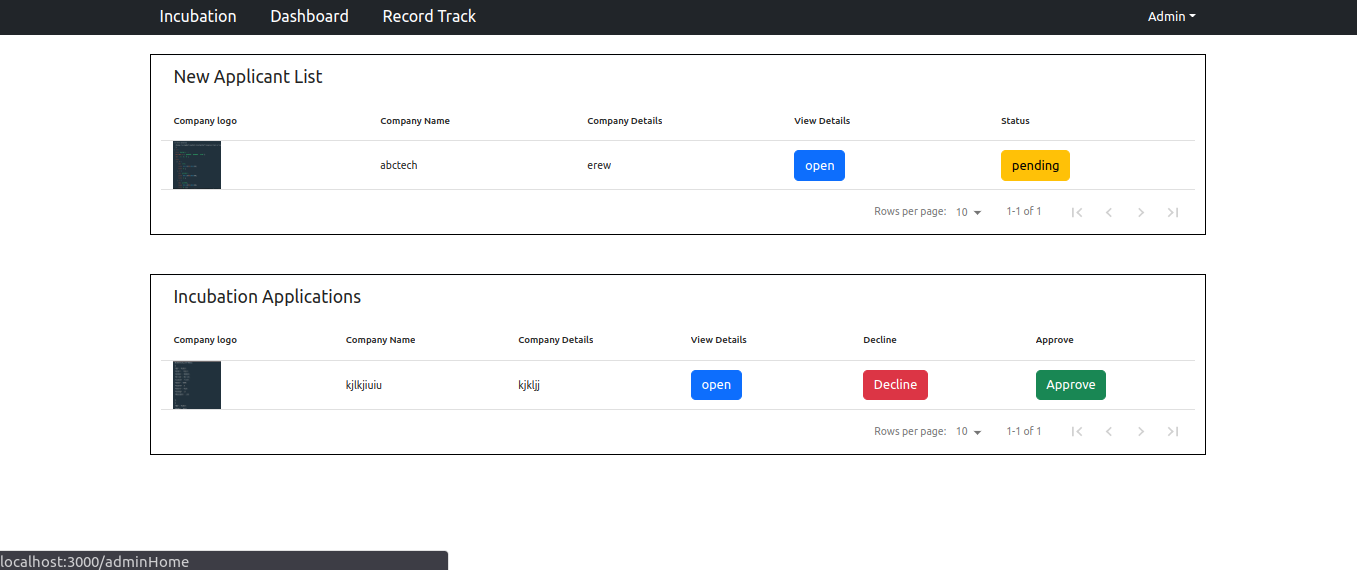 Incubation Dashboard Record Track Admin
New Applicant List
Company logo Company Name Company Details View Details Status
abctech erew open pending
Rows per page: 10 1-1 of 1
Incubation Applications
Company logo Company Name Company Details View Details Decline Approve
kjlkjiuiu kjkljj open Decline Approve
Rows per page: 10 1-1 of 1
localhost:3000/adminHome